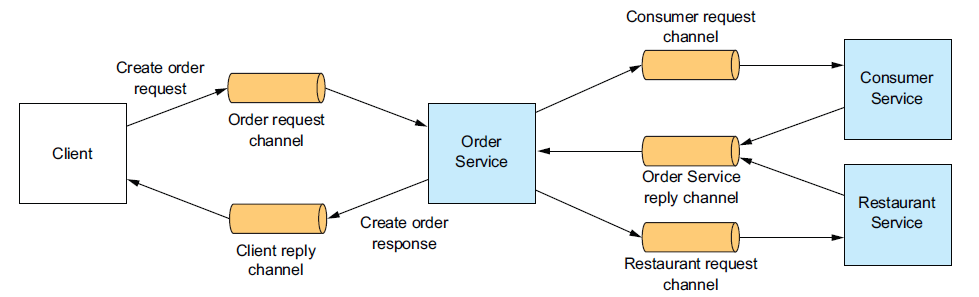 Consumer request
channel
Create order
request
Consumer
Service
Order request
channel
Client
Order
Service
Order Service
reply channel
Restaurant
Service
Create order
response
Client reply
channel
Restaurant request
channel